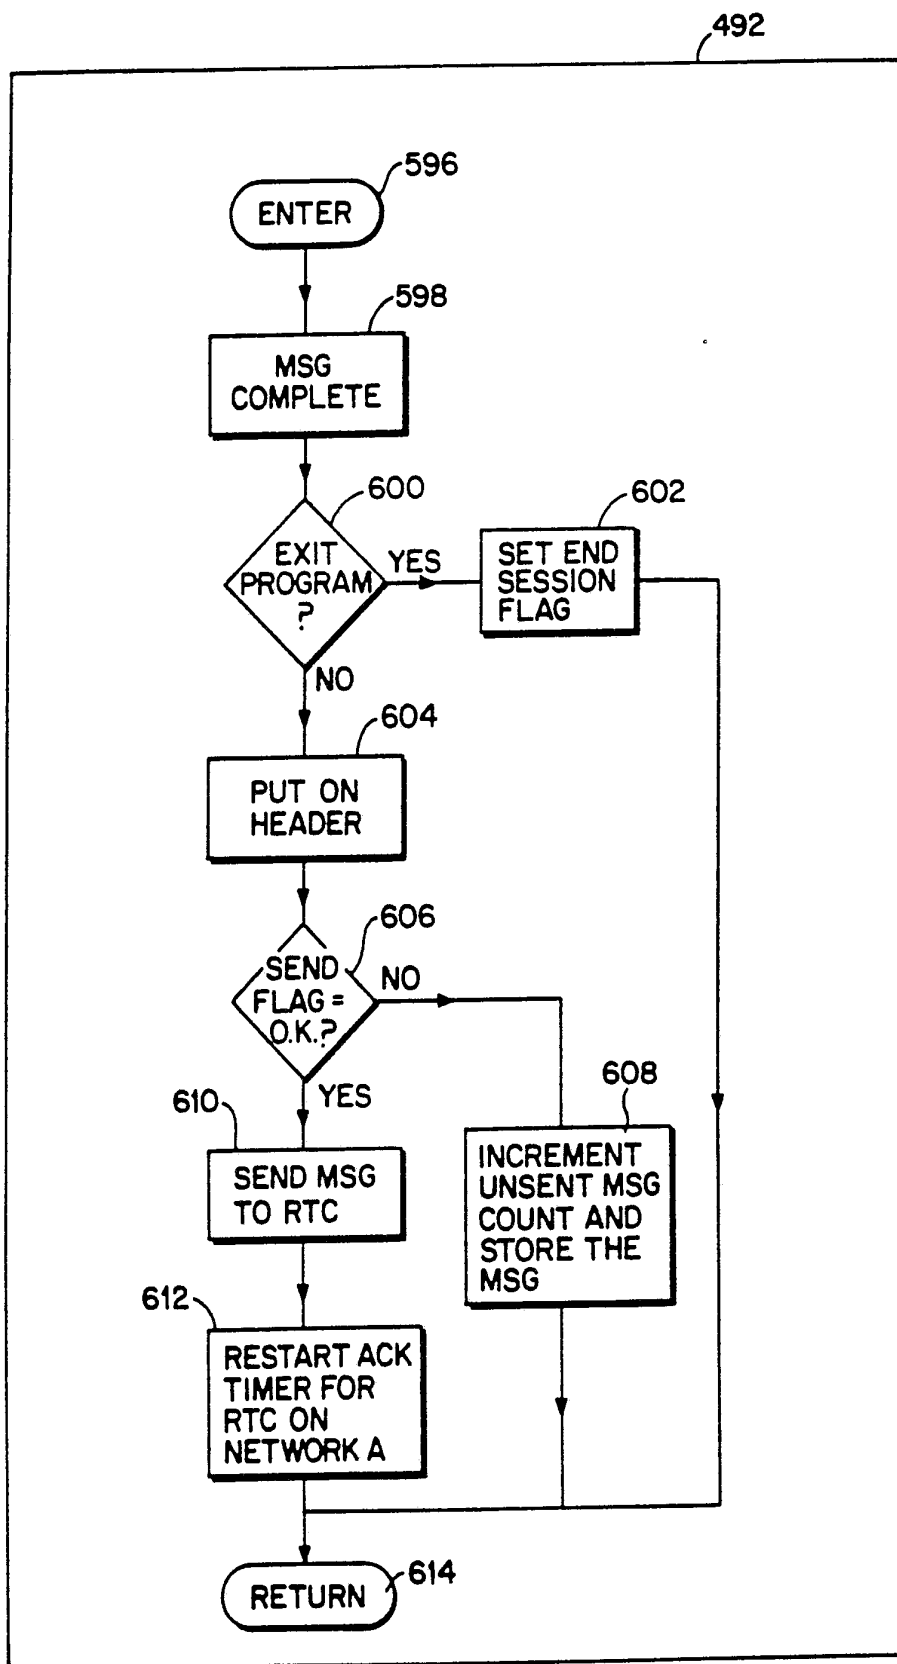 492
596
ENTER
598
MSG
COMPLETE
600
EXIT
PROGRAM
?
YES
602
SET END
SESSION
FLAG
NO
604
PUT ON
HEADER
606
SEND
FLAG =
O.K.?
NO
YES
608
INCREMENT
UNSENT MSG
COUNT AND
STORE THE
MSG
610
SEND MSG
TO RTC
612
RESTART ACK
TIMER FOR
RTC ON
NETWORK A
RETURN
614